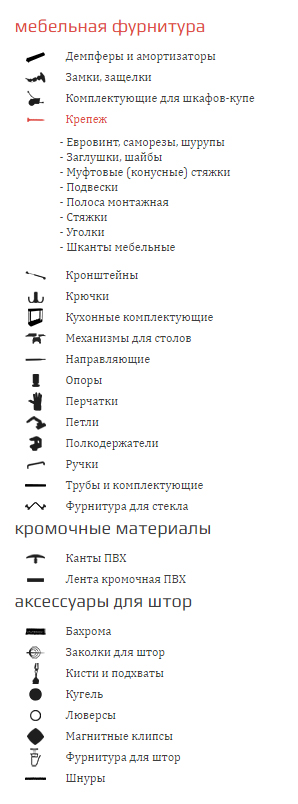 мебельная фурнитура
Демпферы и амортизаторы
Замки, защелки
Комплектующие для шкафов-купе
Крепеж
- Евровинт, саморезы, шурупы
- Заглушки, шайбы
- Муфтовые (конусные) стяжки
- Подвески
- Полоса монтажная
- Стяжки
- Уголки
- Шканты мебельные
Кронштейны
Крючки
Кухонные комплектующие
Механизмы для столов
Направляющие
Опоры
Перчатки
Петли
Полкодержатели
Ручки
Трубы и комплектующие
Фурнитура для стекла
кромочные материалы
Канты ПВХ
Лента кромочная ПВХ
аксессуары для штор
Бахрома
Заколки для штор
Кисти и подхваты
Кугель
Люверсы
Магнитные клипсы
Фурнитура для штор
Шнуры